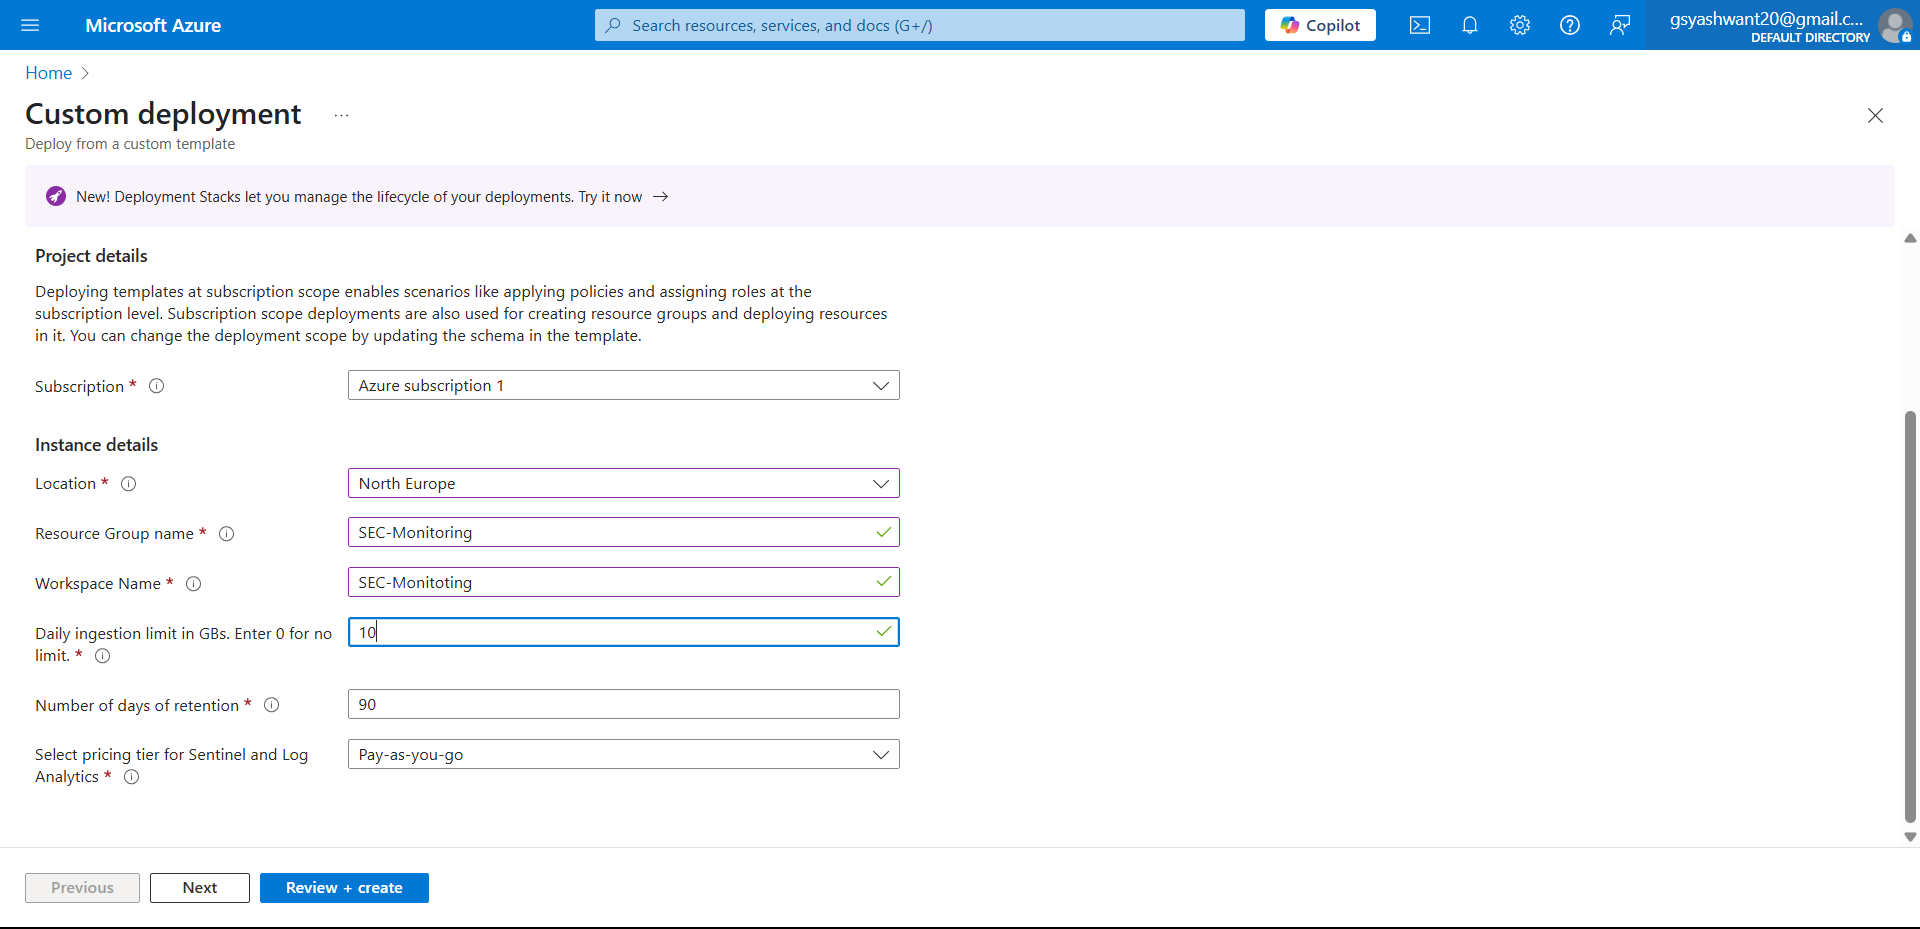 Microsoft Azure
Search resources, services, and docs (G+/)
Copilot
gsyashwant20@gmail.c...
DEFAULT DIRECTORY
Home
Custom deployment
...
Deploy from a custom template
New! Deployment Stacks let you manage the lifecycle of your deployments. Try it now →
Project details
Deploying templates at subscription scope enables scenarios like applying policies and assigning roles at the
subscription level. Subscription scope deployments are also used for creating resource groups and deploying resources
in it. You can change the deployment scope by updating the schema in the template.
Subscription *
Azure subscription 1
Instance details
Location *
North Europe
Resource Group name *
SEC-Monitoring
Workspace Name *
SEC-Monitoting
Daily ingestion limit in GBs. Enter 0 for no
limit. *
10
Number of days of retention *
90
Select pricing tier for Sentinel and Log
Analytics *
Pay-as-you-go
Previous
Next
Review + create